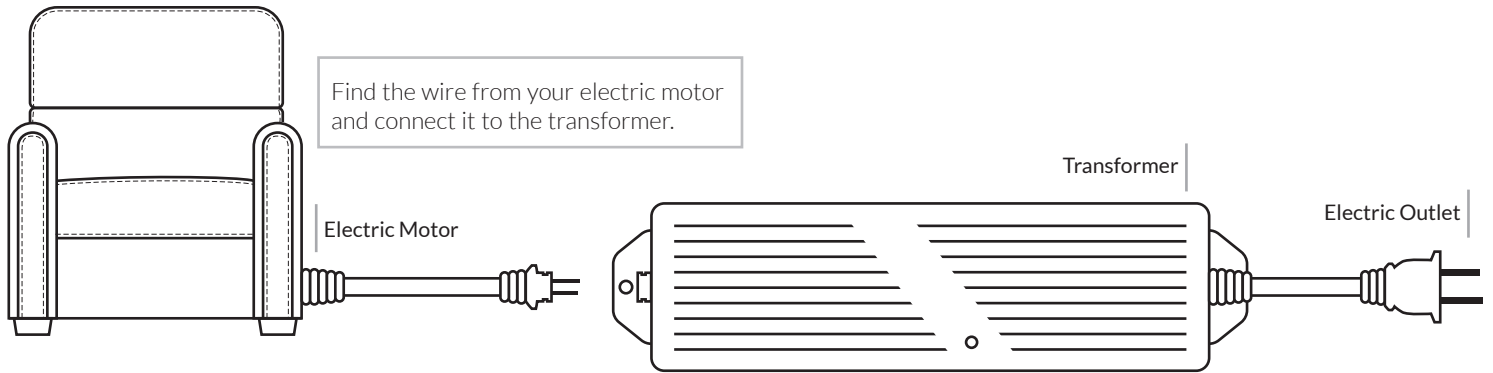 Find the wire from your electric motor
and connect it to the transformer.
Transformer
Electric Outlet
Electric Motor